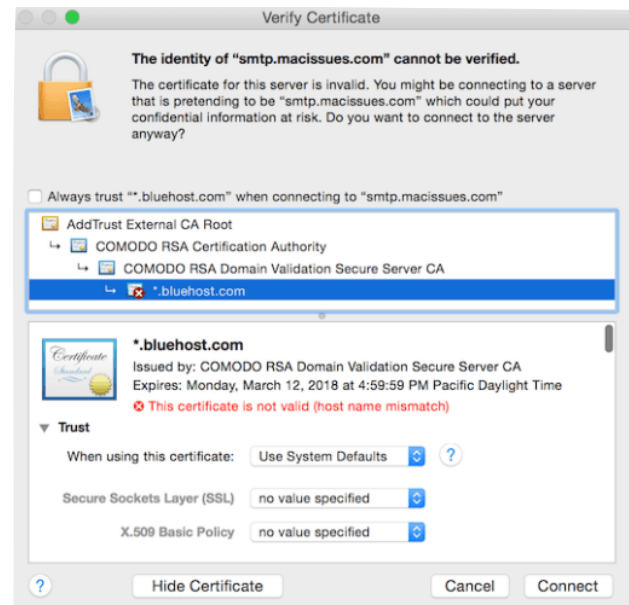 Verify Certificate
The identity of “smtp.macissues.com” cannot be verified.
The certificate for this server is invalid. You might be connecting to a server
that is pretending to be “smtp.macissues.com” which could put your
confidential information at risk. Do you want to connect to the server
anyway?
Always trust “*.bluehost.com” when connecting to “smtp.macissues.com”
AddTrust External CA Root
COMODO RSA Certification Authority
COMODO RSA Domain Validation Secure Server CA
*.bluehost.com
Certificate
Standard
*.bluehost.com
Issued by: COMODO RSA Domain Validation Secure Server CA
Expires: Monday, March 12, 2018 at 4:59:59 PM Pacific Daylight Time
This certificate is not valid (host name mismatch)
Trust
When using this certificate: Use System Defaults ?
Secure Sockets Layer (SSL) no value specified
X.509 Basic Policy no value specified
? Hide Certificate Cancel Connect